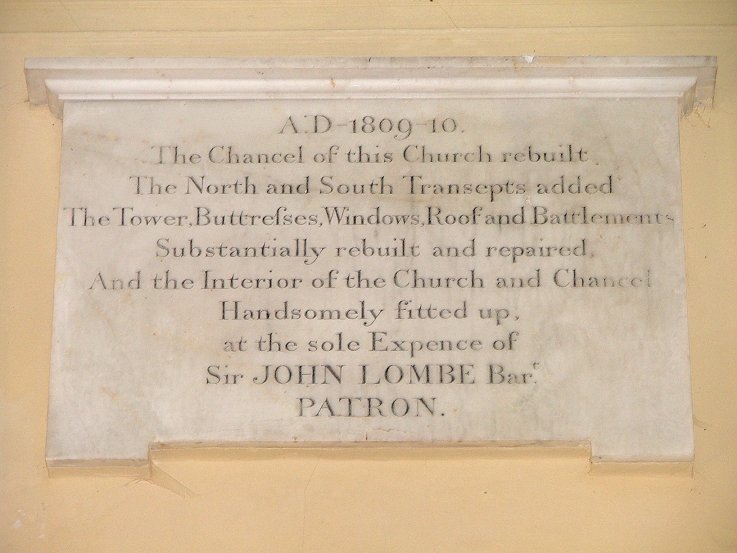 A.D-1809-10.
The Chancel of this Church rebuilt
The North and South Transepts added
The Tower, Buttreſses, Windows, Roof and Battlements
Substantially rebuilt and repaired,
And the Interior of the Church and Chancel
Handsomely fitted up,
at the sole Expence of
Sir JOHN LOMBE Bar.t
PATRON.